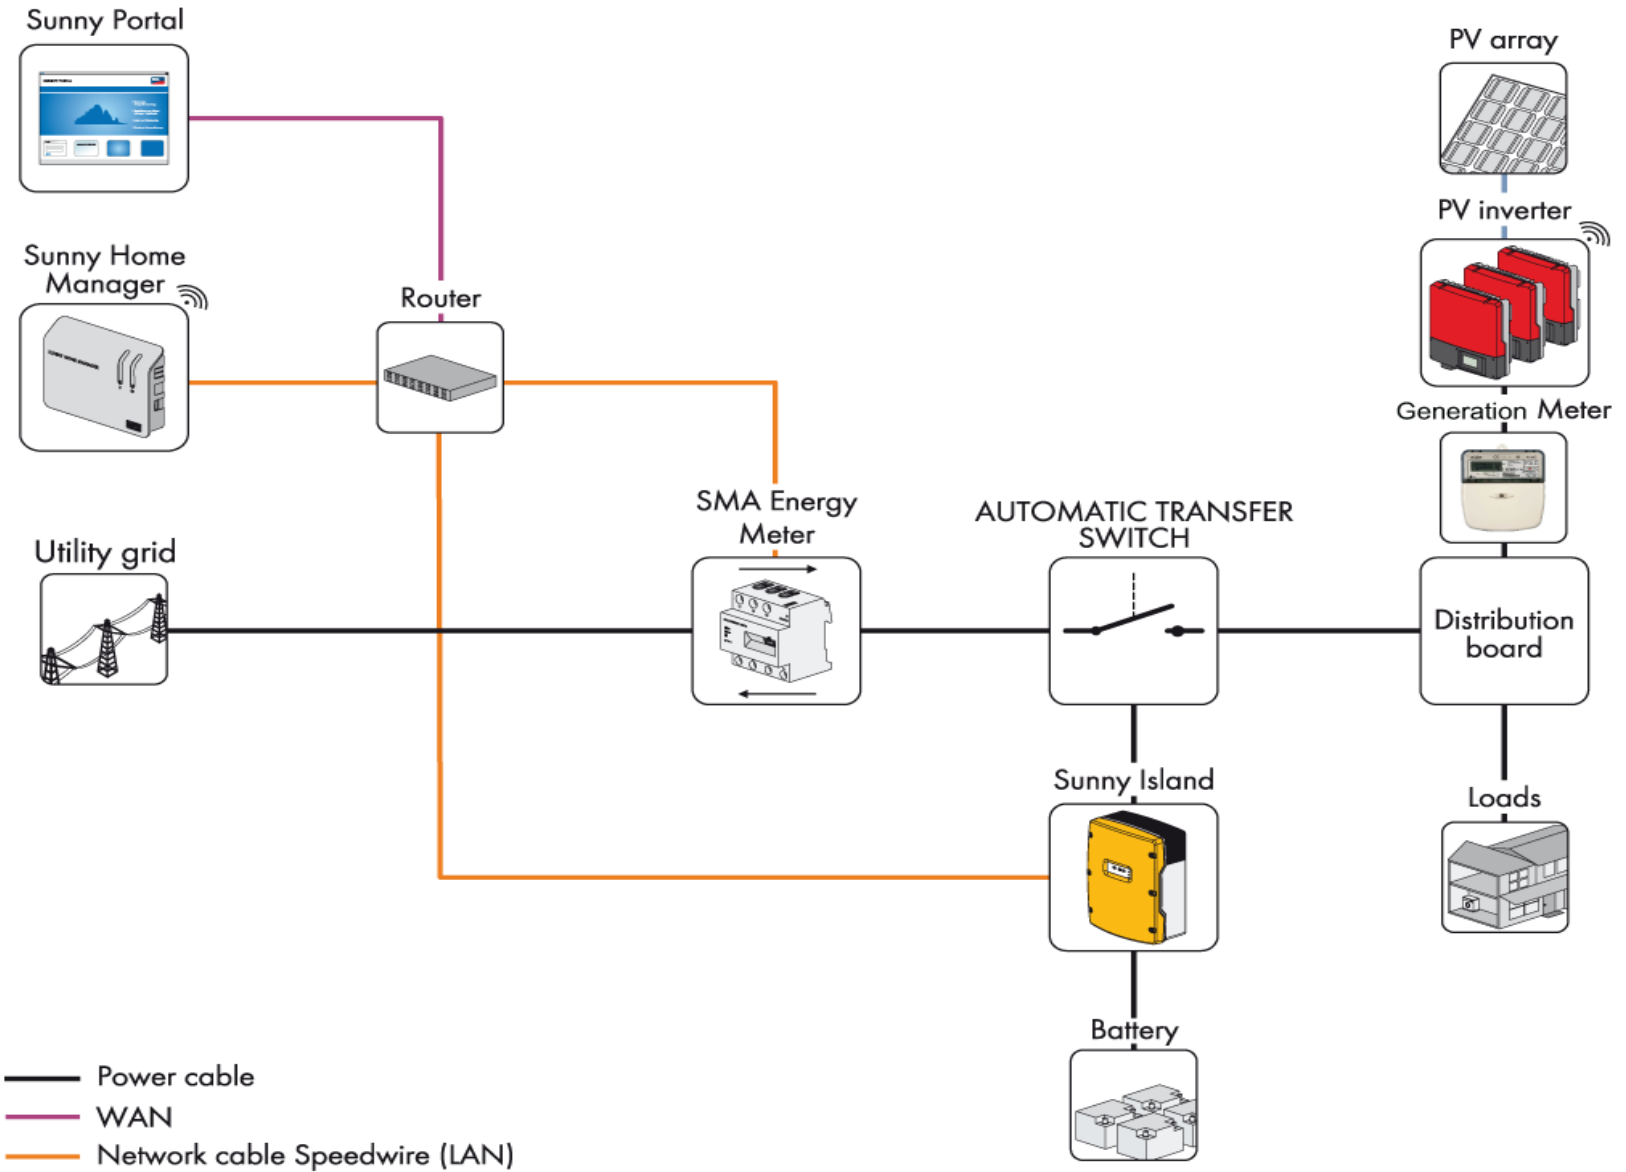 Sunny Portal
PV array
PV inverter
Sunny Home
Manager
Router
Generation Meter
SMA Energy
Meter
AUTOMATIC TRANSFER
SWITCH
Utility grid
Distribution
board
Sunny Island
Loads
Battery
Power cable
WAN
Network cable Speedwire (LAN)